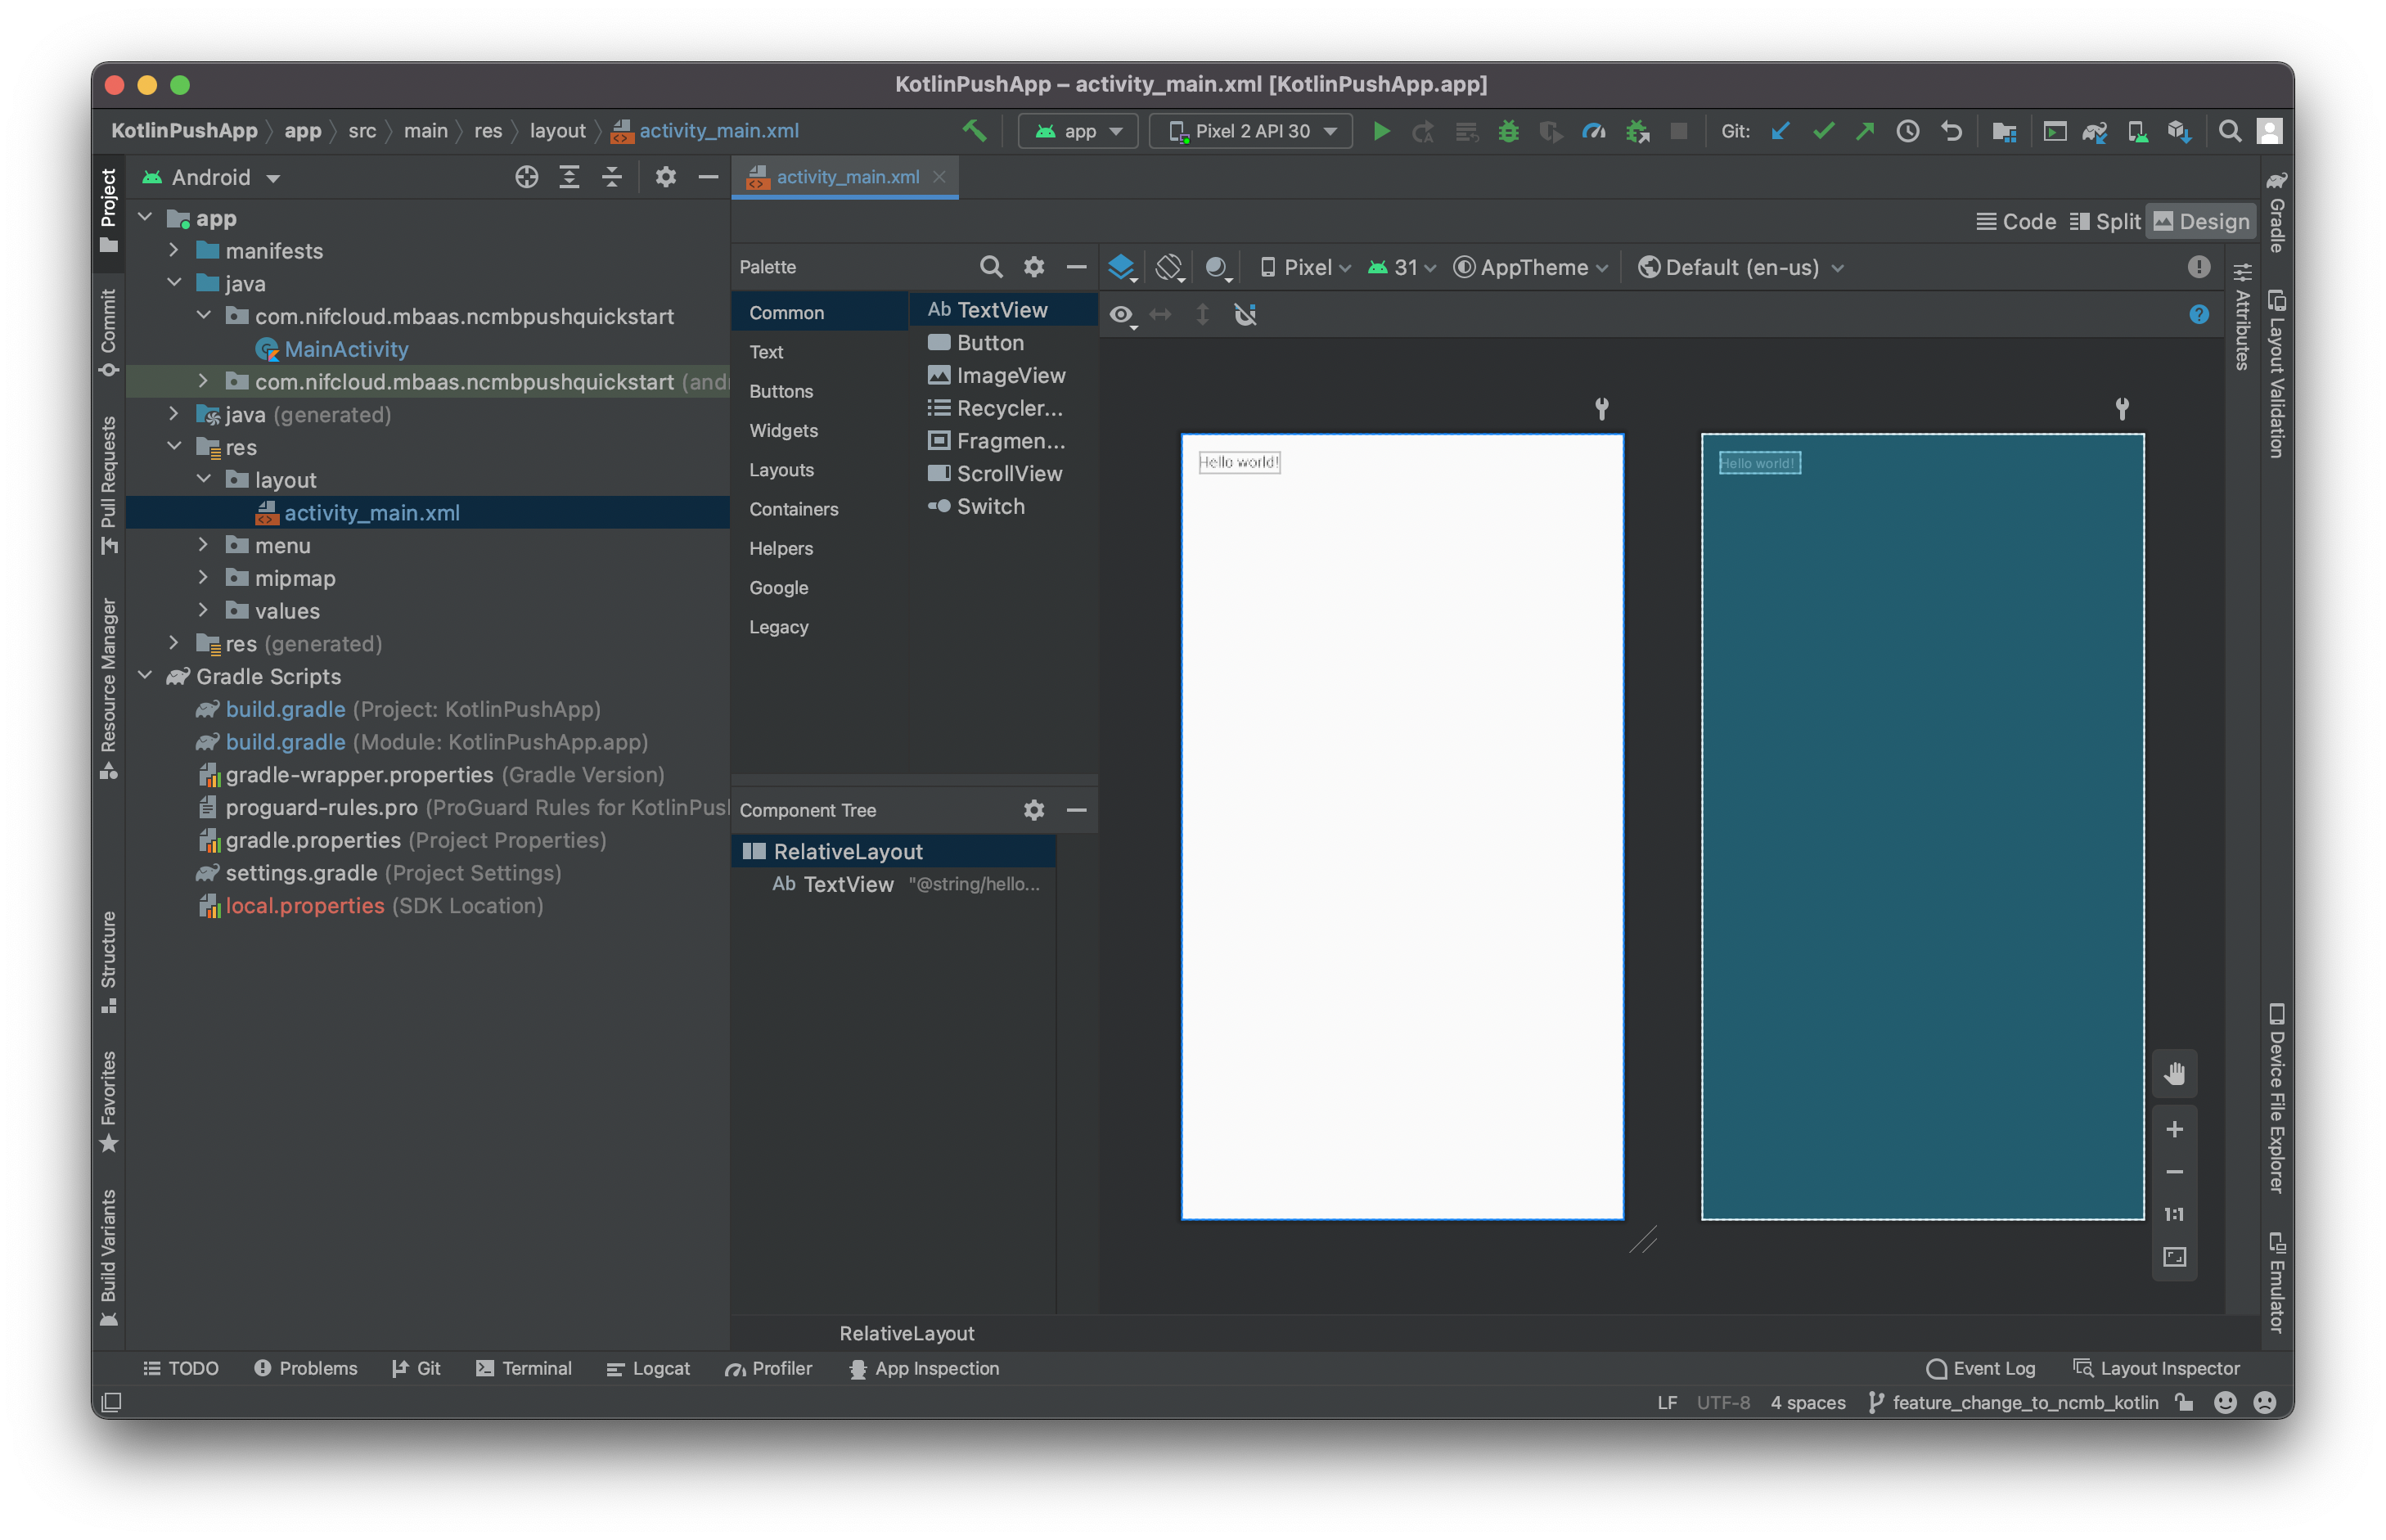 KotlinPushApp – activity_main.xml [KotlinPushApp.app]
KotlinPushApp app src main res layout activity_main.xml
app
Pixel 2 API 30
Git:
Project
Commit
Pull Requests
Resource Manager
Structure
Favorites
Build Variants
Android
app
manifests
java
com.nifcloud.mbaas.ncmbpushquickstart
MainActivity
com.nifcloud.mbaas.ncmbpushquickstart (and
java (generated)
res
layout
activity_main.xml
menu
mipmap
values
res (generated)
Gradle Scripts
build.gradle (Project: KotlinPushApp)
build.gradle (Module: KotlinPushApp.app)
gradle-wrapper.properties (Gradle Version)
proguard-rules.pro (ProGuard Rules for KotlinPus
gradle.properties (Project Properties)
settings.gradle (Project Settings)
local.properties (SDK Location)
activity_main.xml
Code Split Design
Palette
Common
Text
Buttons
Widgets
Layouts
Containers
Helpers
Google
Legacy
Ab TextView
Button
ImageView
Recycler...
Fragmen...
ScrollView
Switch
Component Tree
RelativeLayout
Ab TextView "@string/hello...
Pixel 31 AppTheme Default (en-us)
Hello world!
Hello world!
1:1
RelativeLayout
Gradle
Layout Validation
Attributes
Device File Explorer
Emulator
TODO Problems Git Terminal Logcat Profiler App Inspection
Event Log Layout Inspector
LF UTF-8 4 spaces feature_change_to_ncmb_kotlin